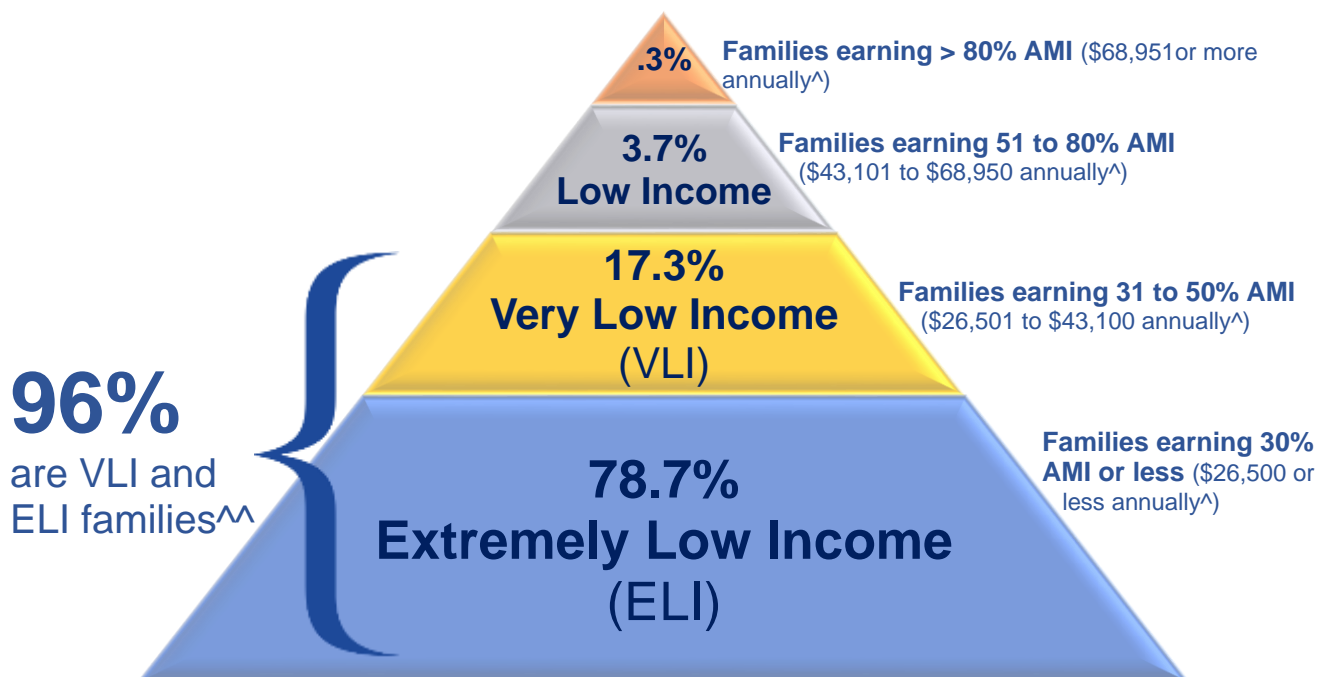 .3%
Families earning > 80% AMI ($68,951or more
annually^)
3.7%
Low Income
Families earning 51 to 80% AMI
($43,101 to $68,950 annually^)
17.3%
Very Low Income
(VLI)
Families earning 31 to 50% AMI
($26,501 to $43,100 annually^)
96%
are VLI and
ELI families^^
78.7%
Extremely Low Income
(ELI)
Families earning 30%
AMI or less ($26,500 or
less annually^)